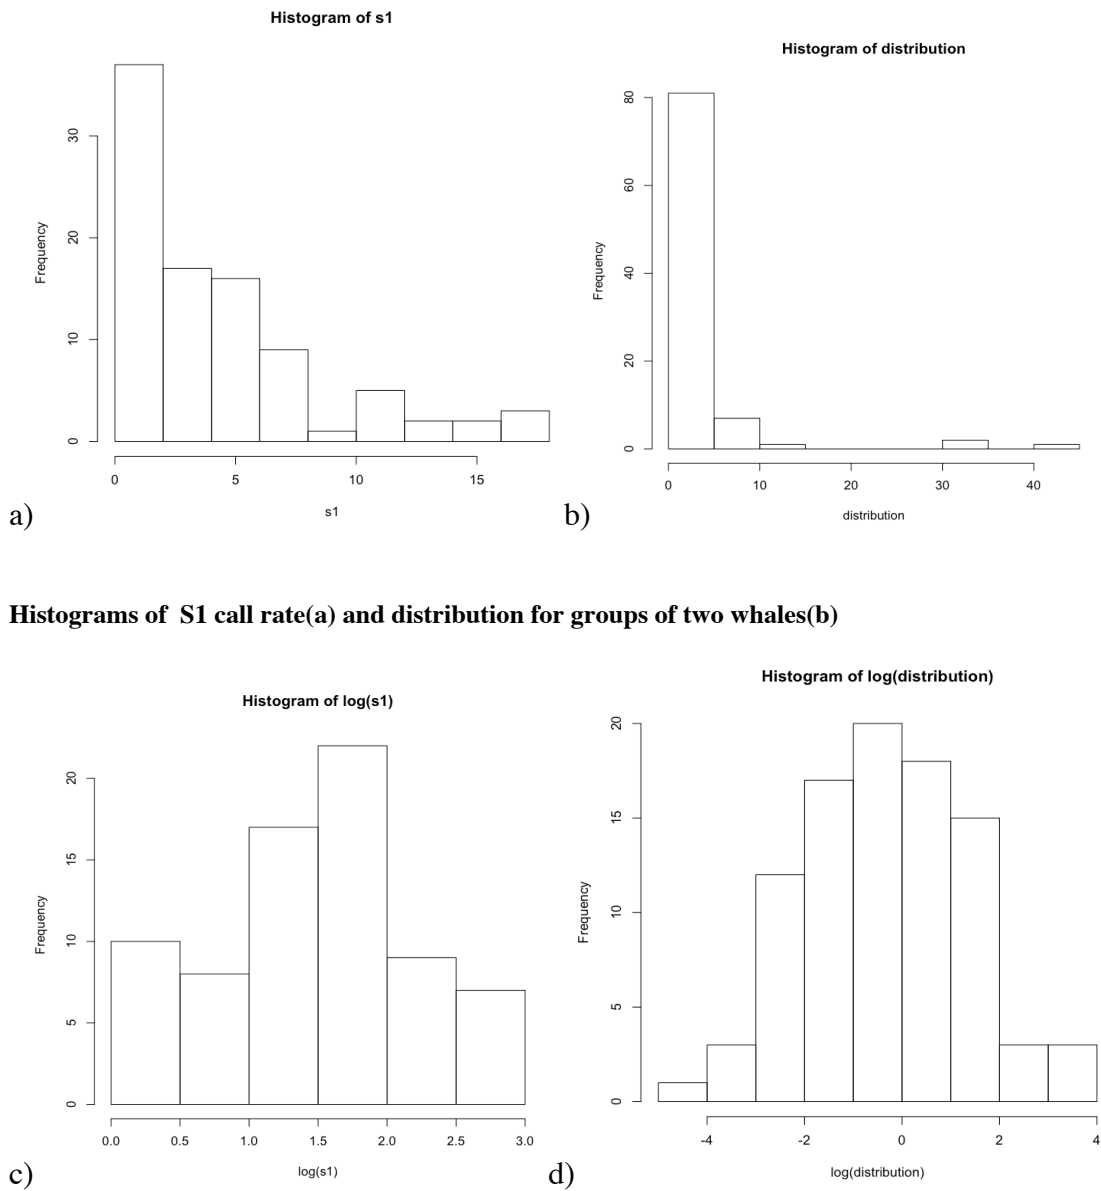 Histogram of s1
Frequency
30
20
10
0
0 5 10 15
s1
a)
Histogram of distribution
Frequency
80
60
40
20
0
0 10 20 30 40
distribution
b)
Histograms of  S1 call rate(a) and distribution for groups of two whales(b)
Histogram of log(s1)
Frequency
20
15
10
5
0
0.0 0.5 1.0 1.5 2.0 2.5 3.0
log(s1)
c)
Histogram of log(distribution)
Frequency
20
15
10
5
0
-4 -2 0 2 4
log(distribution)
d)